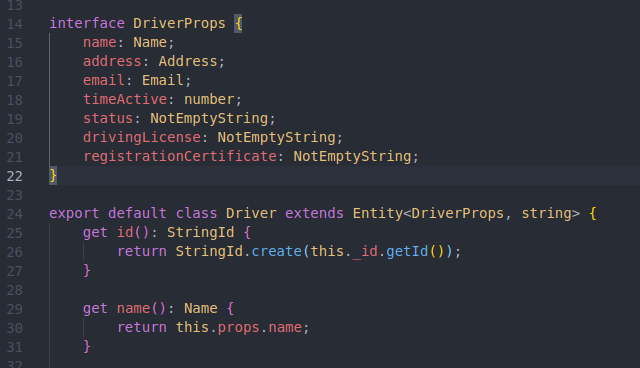 13
14 interface DriverProps {
15     name: Name;
16     address: Address;
17     email: Email;
18     timeActive: number;
19     status: NotEmptyString;
20     drivingLicense: NotEmptyString;
21     registrationCertificate: NotEmptyString;
22 }
23
24 export default class Driver extends Entity<DriverProps, string> {
25     get id(): StringId {
26         return StringId.create(this._id.getId());
27     }
28
29     get name(): Name {
30         return this.props.name;
31     }
32